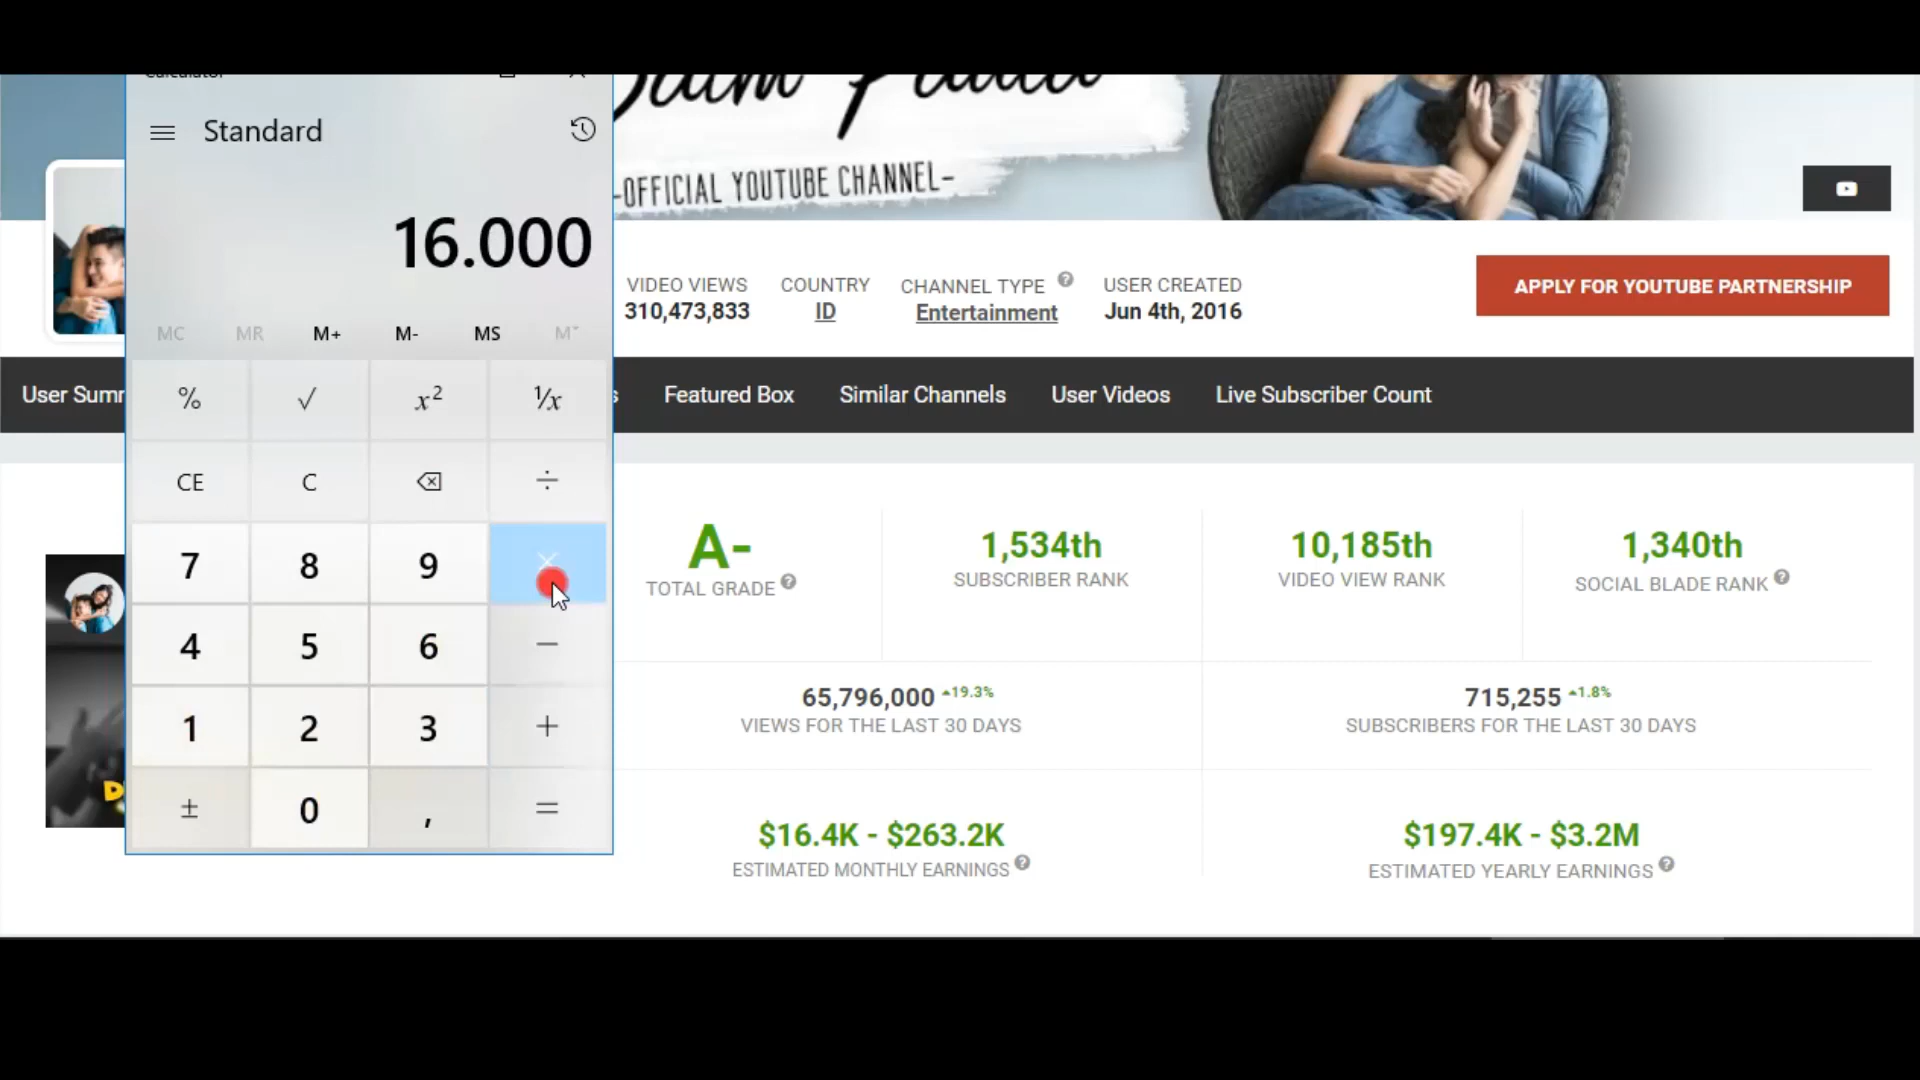 Calculator
Standard
16.000
MC MR M+ M- MS M˅
% √ x² ¹/x
CE C ÷
7 8 9 ×
4 5 6 −
1 2 3 +
± 0 , =
-OFFICIAL YOUTUBE CHANNEL-
VIDEO VIEWS
310,473,833
COUNTRY
ID
CHANNEL TYPE
Entertainment
USER CREATED
Jun 4th, 2016
APPLY FOR YOUTUBE PARTNERSHIP
User Featured Box Similar Channels User Videos Live Subscriber Count
A-
TOTAL GRADE
1,534th
SUBSCRIBER RANK
10,185th
VIDEO VIEW RANK
1,340th
SOCIAL BLADE RANK
65,796,000 19.3%
VIEWS FOR THE LAST 30 DAYS
715,255 1.8%
SUBSCRIBERS FOR THE LAST 30 DAYS
$16.4K - $263.2K
ESTIMATED MONTHLY EARNINGS
$197.4K - $3.2M
ESTIMATED YEARLY EARNINGS